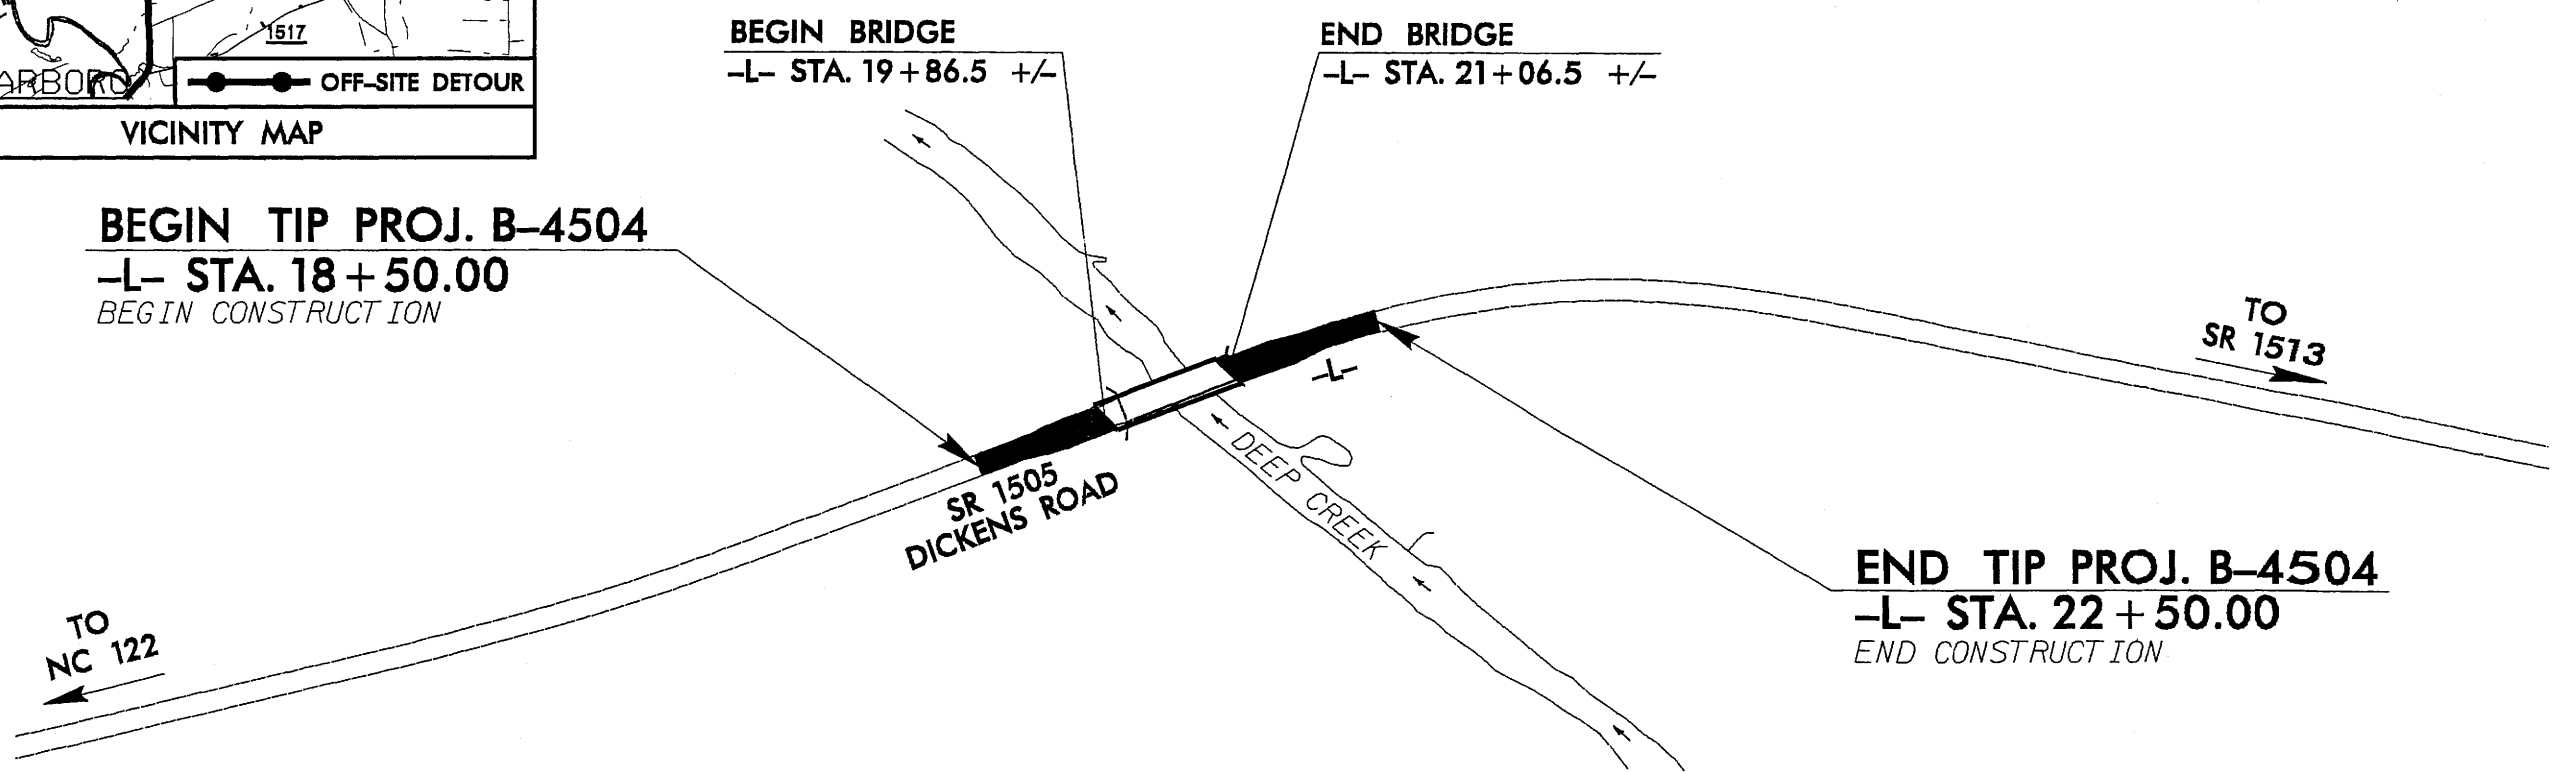 1517
OFF-SITE DETOUR
VICINITY MAP
BEGIN BRIDGE
-L- STA. 19+86.5 +/-
END BRIDGE
-L- STA. 21+06.5 +/-
BEGIN TIP PROJ. B-4504
-L- STA. 18+50.00
BEGIN CONSTRUCTION
TO
SR 1513
-L-
SR 1505
DICKENS ROAD
DEEP CREEK
END TIP PROJ. B-4504
-L- STA. 22+50.00
END CONSTRUCTION
TO
NC 122